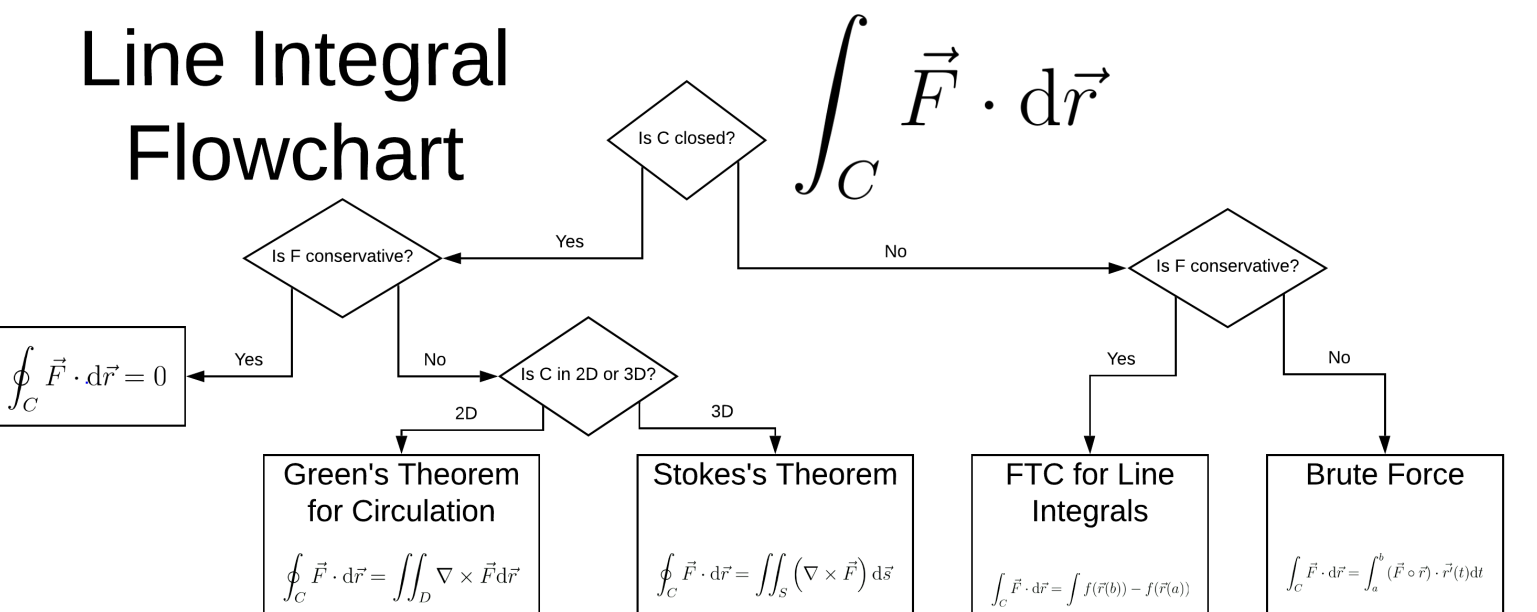 Line Integral
Flowchart
∫_C F⃗ · dr⃗
Is C closed?
Yes
No
Is F conservative?
Is F conservative?
Yes
No
Is C in 2D or 3D?
Yes
No
∮_C F⃗ · dr⃗ = 0
2D
3D
Green's Theorem
for Circulation
∮_C F⃗ · dr⃗ = ∬_D ∇ × F⃗dr⃗
Stokes's Theorem
∮_C F⃗ · dr⃗ = ∬_S (∇ × F⃗) ds⃗
FTC for Line
Integrals
∫_C F⃗ · dr⃗ = ∫ f(r⃗(b)) − f(r⃗(a))
Brute Force
∫_C F⃗ · dr⃗ = ∫_a^b (F⃗ ∘ r⃗) · r⃗′(t)dt